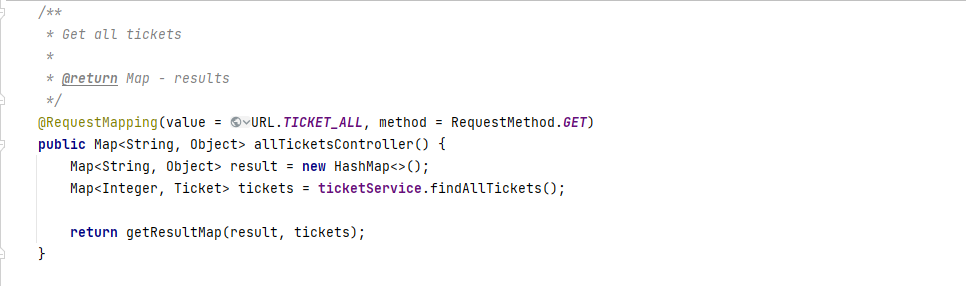 /**
 * Get all tickets
 *
 * @return Map - results
 */
@RequestMapping(value = URL.TICKET_ALL, method = RequestMethod.GET)
public Map<String, Object> allTicketsController() {
    Map<String, Object> result = new HashMap<>();
    Map<Integer, Ticket> tickets = ticketService.findAllTickets();

    return getResultMap(result, tickets);
}